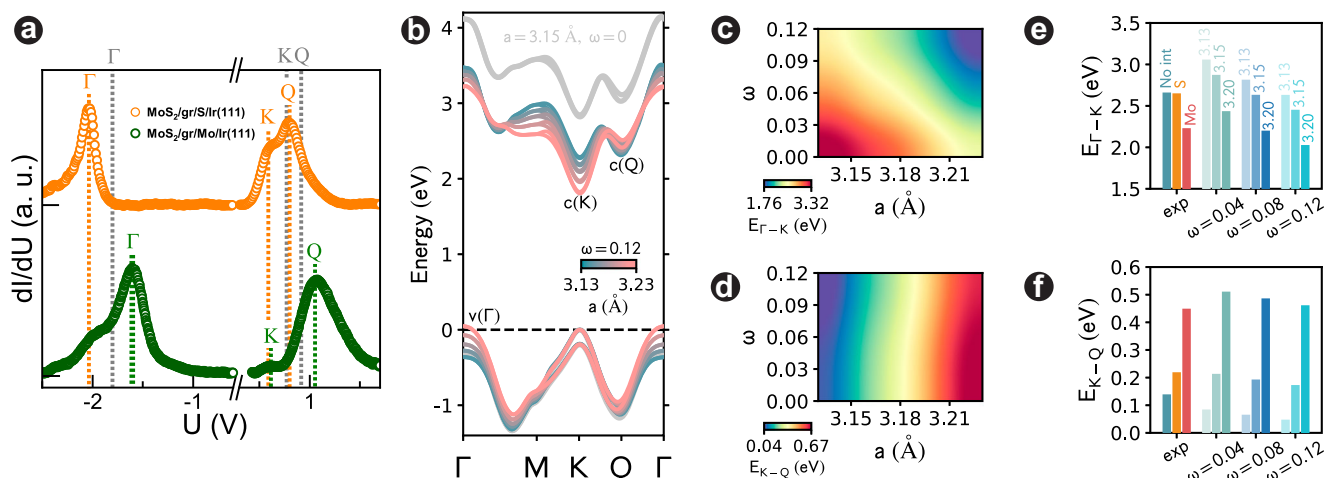 a
Γ
Γ
K
Q
K
Q
MoS₂/gr/S/Ir(111)
MoS₂/gr/Mo/Ir(111)
Γ
K
Q
dI/dU (a. u.)
-2
-1
1
U (V)
b
a=3.15 Å, ω=0
Energy (eV)
4
3
2
1
0
-1
c(Q)
c(K)
ω=0.12
3.13
3.23
a (Å)
v(Γ)
Γ
M
K
Q
Γ
c
ω
0.12
0.09
0.06
0.03
0.00
3.15
3.18
3.21
a (Å)
1.76
3.32
E_Γ−K (eV)
d
ω
0.12
0.09
0.06
0.03
0.00
3.15
3.18
3.21
a (Å)
0.04
0.67
E_K−Q (eV)
e
E_Γ−K (eV)
3.5
3.0
2.5
2.0
1.5
No int
S
Mo
3.13
3.15
3.20
3.13
3.15
3.20
3.13
3.15
3.20
exp
ω=0.04
ω=0.08
ω=0.12
f
E_K−Q (eV)
0.6
0.5
0.4
0.3
0.2
0.1
0.0
exp
ω=0.04
ω=0.08
ω=0.12